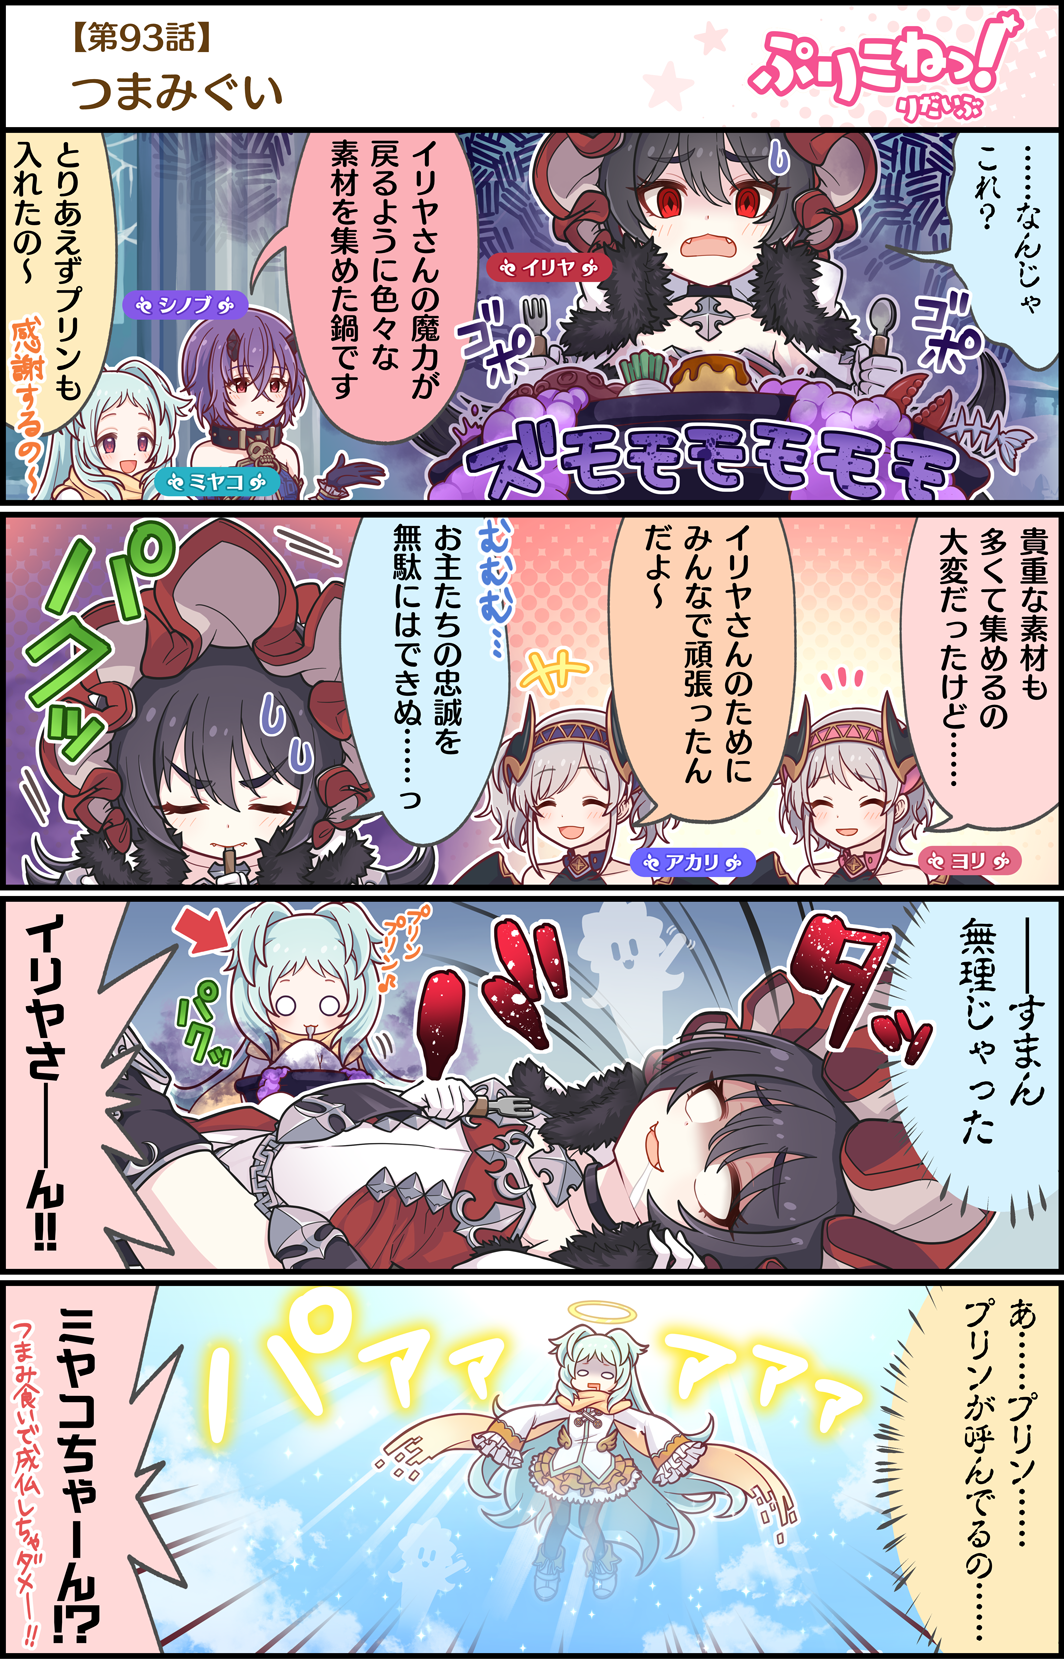 【第93話】
つまみぐい
ぷりこねっ!
りだいぶ
……なんじゃ
これ?
イリヤ
ゴポ
ゴポ
ズモモモモモモ
イリヤさんの魔力が
戻るように色々な
素材を集めた鍋です
シノブ
とりあえずプリンも
入れたの〜
感謝するの〜
ミヤコ
貴重な素材も
多くて集めるの
大変だったけど……
ヨリ
イリヤさんのために
みんなで頑張ったん
だよ〜
アカリ
むむむ…
お主たちの忠誠を
無駄にはできぬ……っ
パクッ
――すまん
無理じゃった
ダッ
ヅ!
プリン
プリン♪
パクッ
イリヤさ――ん!!
あ……プリン……
プリンが呼んでるの……
パアァァァァァ
ミヤコちゃーん!?
つまみ食いで成仏しちゃダメー!!